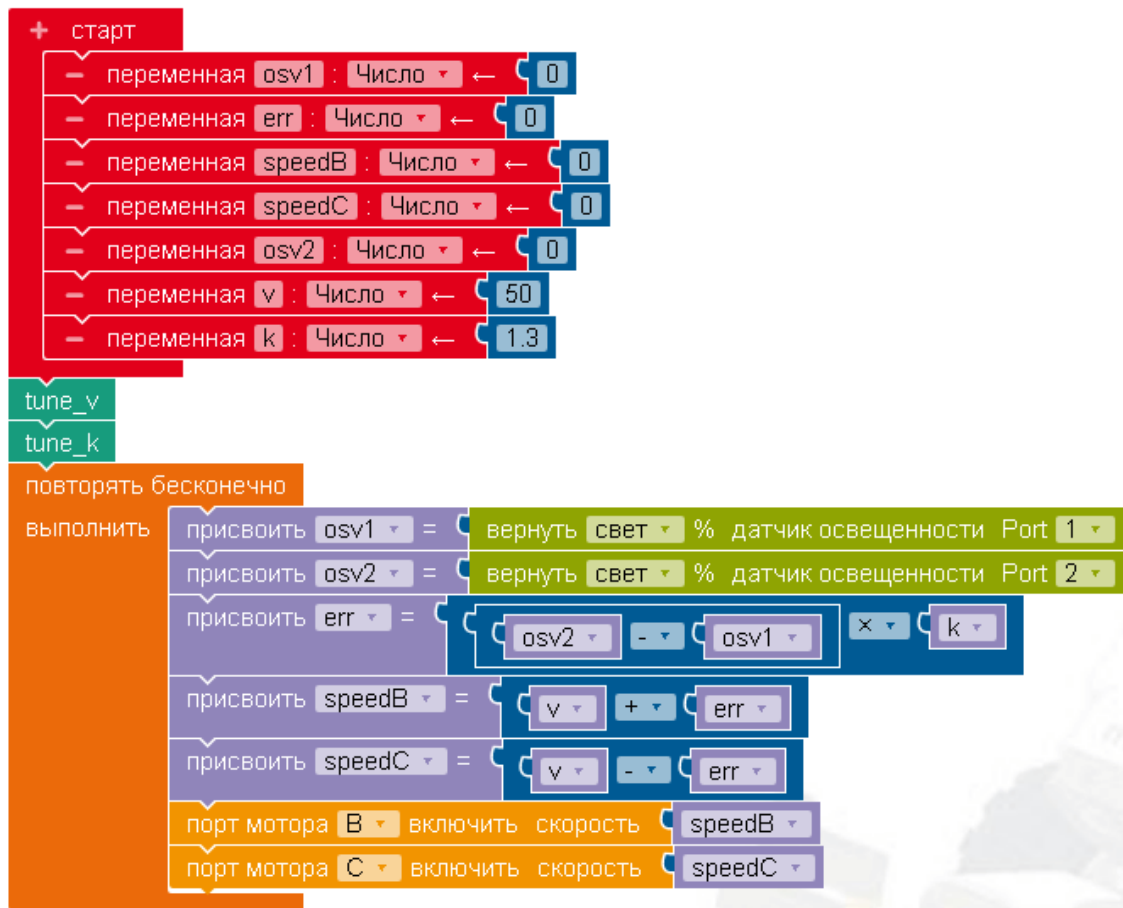 + старт
− переменная osv1 : Число ▾ ← 0
− переменная err : Число ▾ ← 0
− переменная speedB : Число ▾ ← 0
− переменная speedC : Число ▾ ← 0
− переменная osv2 : Число ▾ ← 0
− переменная v : Число ▾ ← 50
− переменная k : Число ▾ ← 1.3
tune_v
tune_k
повторять бесконечно
выполнить присвоить osv1 ▾ = вернуть свет ▾ % датчик освещенности Port 1 ▾
присвоить osv2 ▾ = вернуть свет ▾ % датчик освещенности Port 2 ▾
присвоить err ▾ = osv2 ▾ - ▾ osv1 ▾ × ▾ k ▾
присвоить speedB ▾ = v ▾ + ▾ err ▾
присвоить speedC ▾ = v ▾ - ▾ err ▾
порт мотора B ▾ включить скорость speedB ▾
порт мотора C ▾ включить скорость speedC ▾